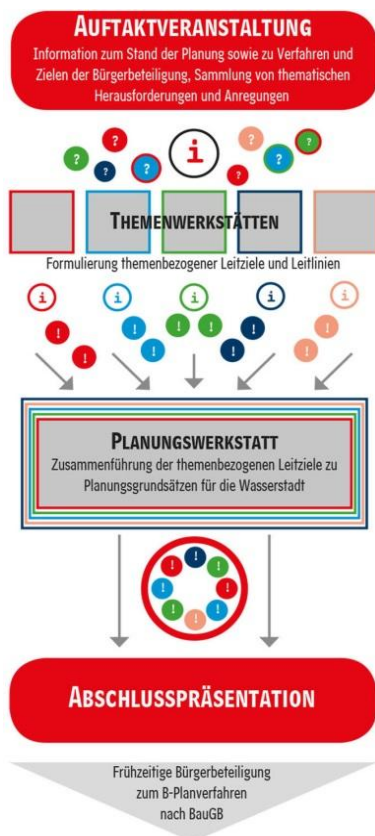 AUFTAKTVERANSTALTUNG
Information zum Stand der Planung sowie zu Verfahren und
Zielen der Bürgerbeteiligung, Sammlung von thematischen
Herausforderungen und Anregungen
? ? ? ? i ? ? ? ?
THEMENWERKSTÄTTEN
Formulierung themenbezogener Leitziele und Leitlinien
i i i i i
! ! ! ! ! ! ! ! ! !
PLANUNGSWERKSTATT
Zusammenführung der themenbezogenen Leitziele zu
Planungsgrundsätzen für die Wasserstadt
! ! ! ! ! ! ! !
ABSCHLUSSPRÄSENTATION
Frühzeitige Bürgerbeteiligung
zum B-Planverfahren
nach BauGB